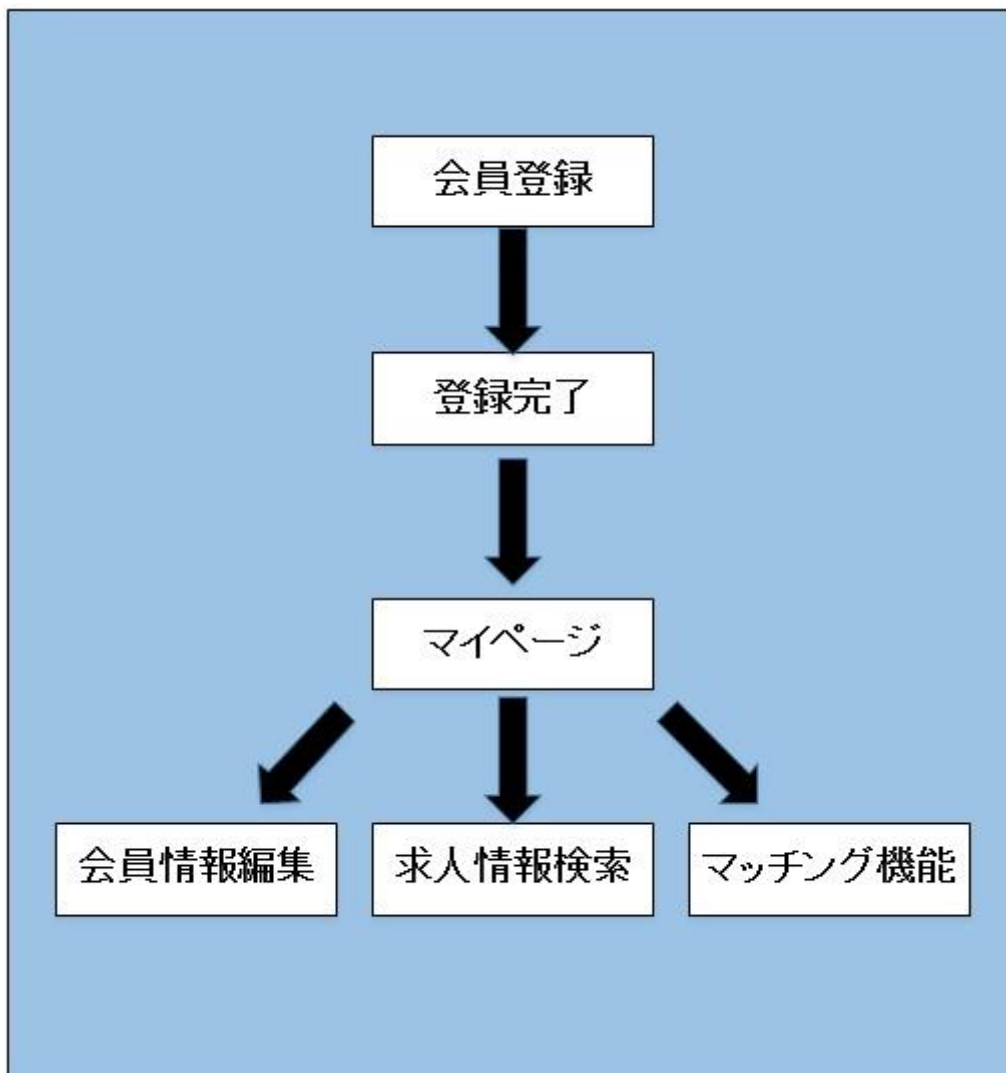 会員登録
登録完了
マイページ
会員情報編集
求人情報検索
マッチング機能